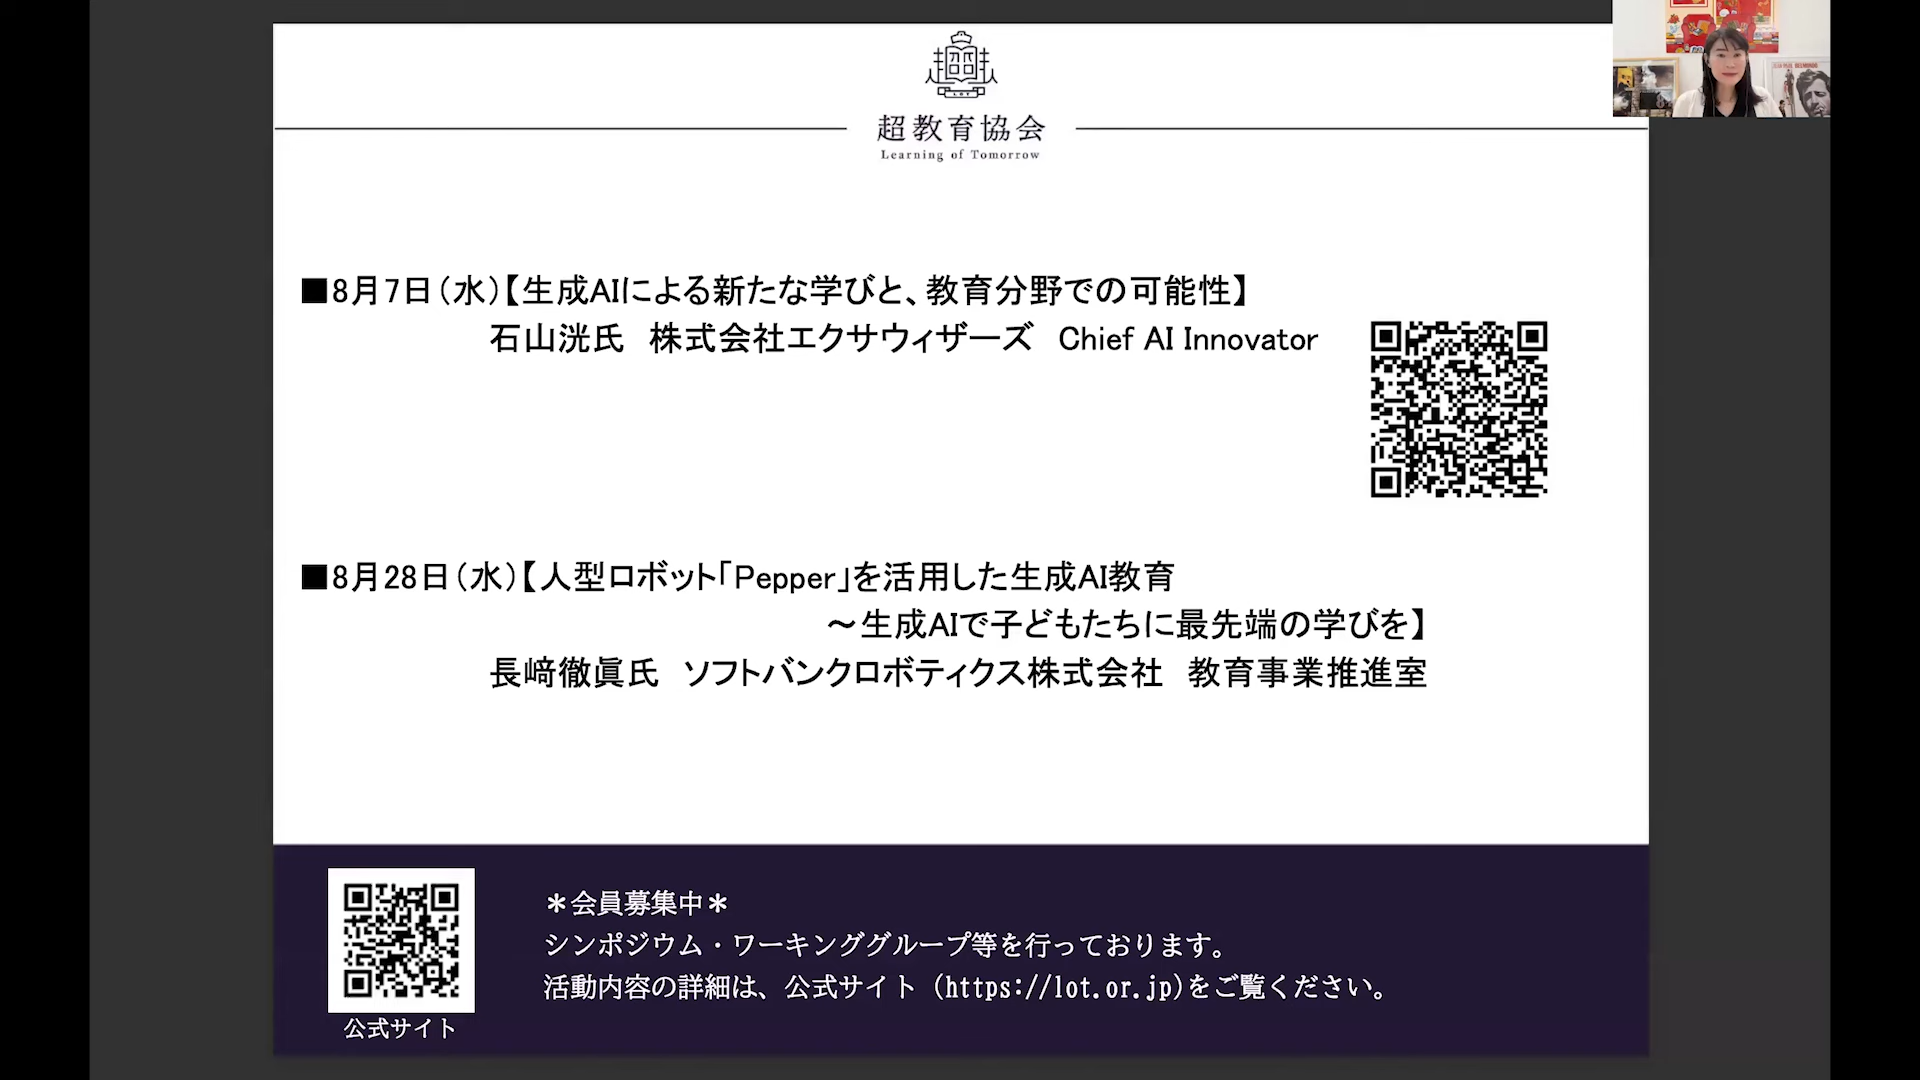 LOT
超教育協会
Learning of Tomorrow
■8月7日（水）【生成AIによる新たな学びと、教育分野での可能性】
石山洸氏　株式会社エクサウィザーズ　Chief AI Innovator
■8月28日（水）【人型ロボット「Pepper」を活用した生成AI教育
～生成AIで子どもたちに最先端の学びを】
長﨑徹眞氏　ソフトバンクロボティクス株式会社　教育事業推進室
＊会員募集中＊
シンポジウム・ワーキンググループ等を行っております。
活動内容の詳細は、公式サイト（https://lot.or.jp)をご覧ください。
公式サイト